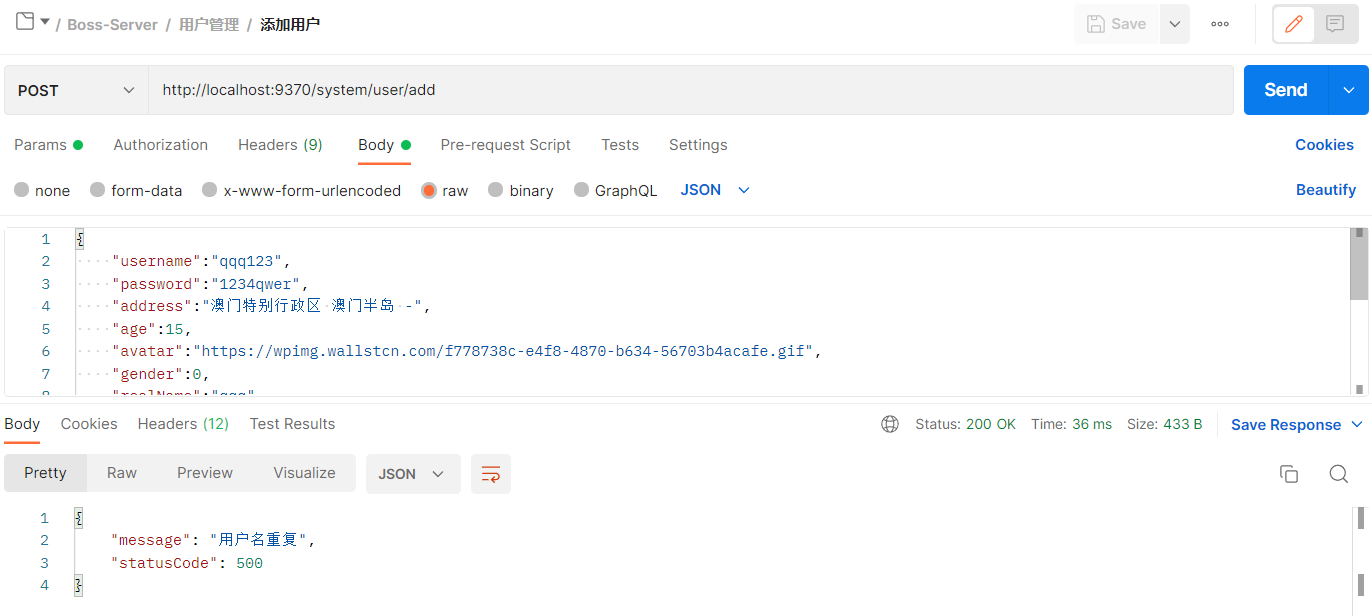 / Boss-Server / 用户管理 / 添加用户
Save
POST
http://localhost:9370/system/user/add
Send
Params Authorization Headers (9) Body Pre-request Script Tests Settings Cookies
none form-data x-www-form-urlencoded raw binary GraphQL JSON Beautify
1 {
2 "username":"qqq123",
3 "password":"1234qwer",
4 "address":"澳门特别行政区 澳门半岛 -",
5 "age":15,
6 "avatar":"https://wpimg.wallstcn.com/f778738c-e4f8-4870-b634-56703b4acafe.gif",
7 "gender":0,
8 "realName":"qqq"
Body Cookies Headers (12) Test Results Status: 200 OK Time: 36 ms Size: 433 B Save Response
Pretty Raw Preview Visualize JSON
1 {
2 "message": "用户名重复",
3 "statusCode": 500
4 }